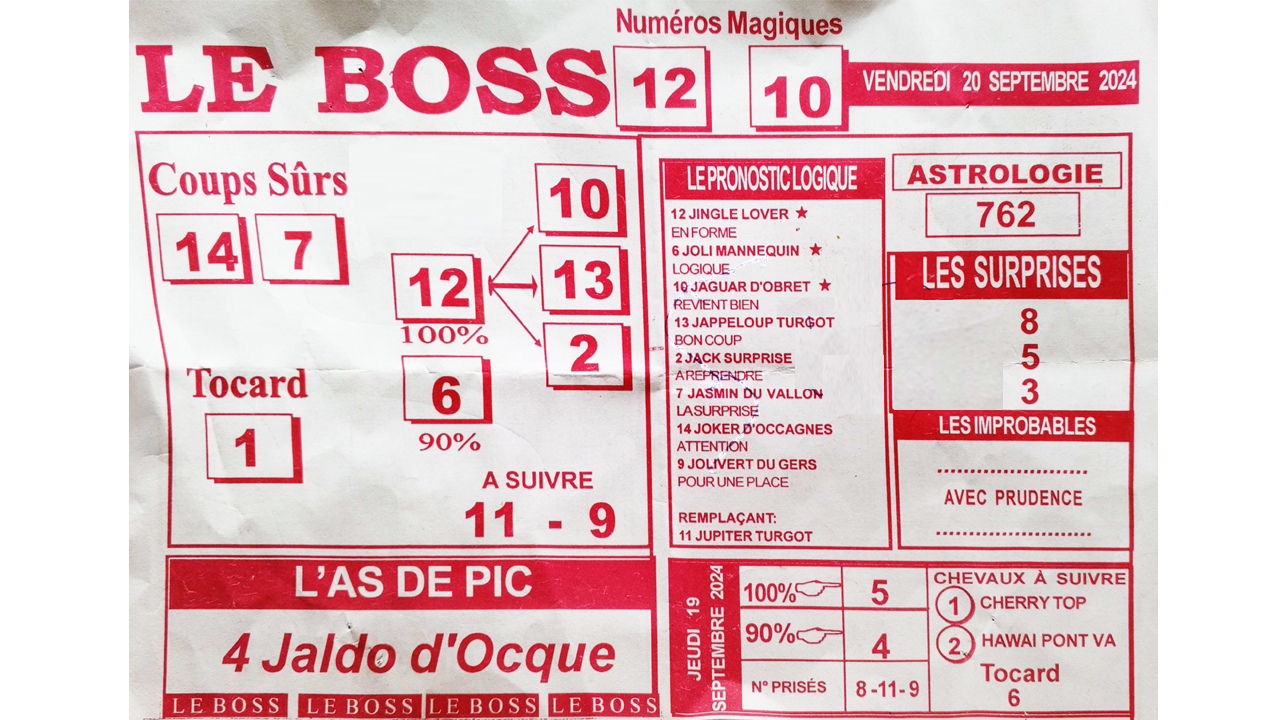 Numéros Magiques
LE BOSS
12
10
VENDREDI 20 SEPTEMBRE 2024
Coups Sûrs
14
7
12
100%
10
13
2
6
90%
Tocard
1
A SUIVRE
11 - 9
LE PRONOSTIC LOGIQUE
12 JINGLE LOVER ★
EN FORME
6 JOLI MANNEQUIN ★
LOGIQUE
10 JAGUAR D'OBRET ★
REVIENT BIEN
13 JAPPELOUP TURGOT
BON COUP
2 JACK SURPRISE
A REPRENDRE
7 JASMIN DU VALLON
LA SURPRISE
14 JOKER D'OCCAGNES
ATTENTION
9 JOLIVERT DU GERS
POUR UNE PLACE
REMPLAÇANT:
11 JUPITER TURGOT
ASTROLOGIE
762
LES SURPRISES
8
5
3
LES IMPROBABLES
AVEC PRUDENCE
L'AS DE PIC
4 Jaldo d'Ocque
LE BOSS LE BOSS LE BOSS LE BOSS
JEUDI 19
SEPTEMBRE 2024
100% 5
90% 4
N° PRISÉS 8-11-9
CHEVAUX À SUIVRE
1 CHERRY TOP
2 HAWAI PONT VA
Tocard
6